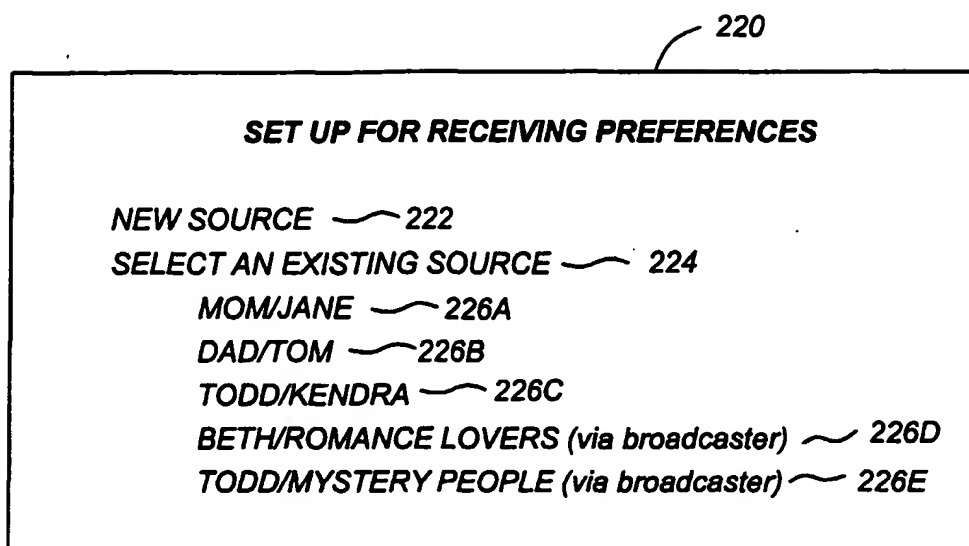 220
SET UP FOR RECEIVING PREFERENCES
NEW SOURCE 222
SELECT AN EXISTING SOURCE 224
MOM/JANE 226A
DAD/TOM 226B
TODD/KENDRA 226C
BETH/ROMANCE LOVERS (via broadcaster) 226D
TODD/MYSTERY PEOPLE (via broadcaster) 226E